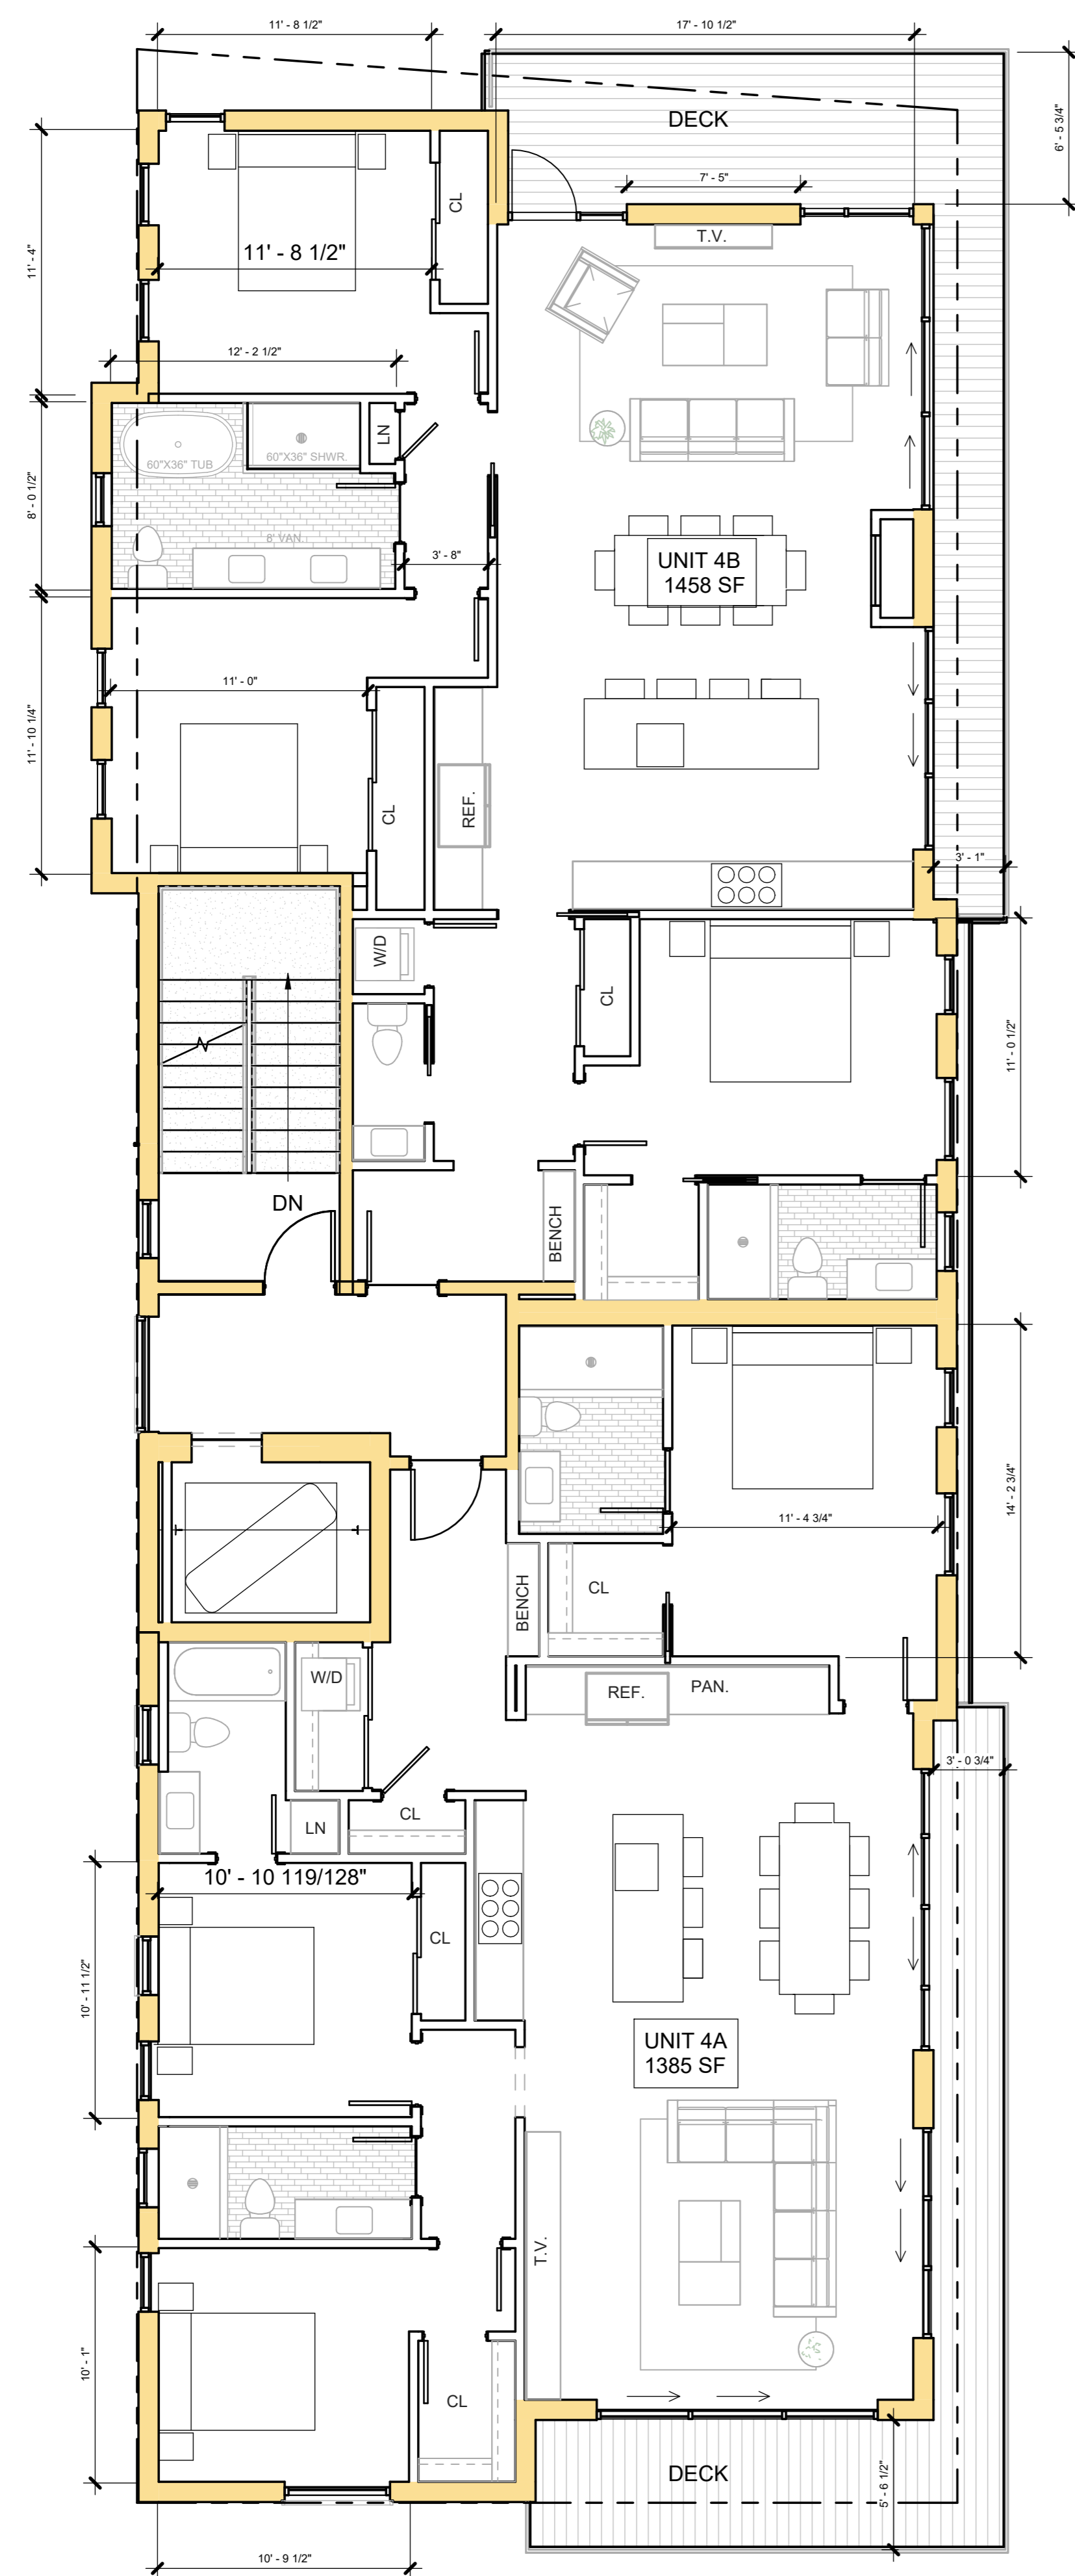 11' - 8 1/2"
17' - 10 1/2"
6' - 5 3/4"
DECK
7' - 5"
T.V.
CL
11' - 4"
11' - 8 1/2"
12' - 2 1/2"
LN
60"X36" TUB
60"X36" SHWR.
8' - 0 1/2"
8' VAN.
3' - 8"
UNIT 4B
1458 SF
11' - 0"
11' - 10 1/4"
REF.
CL
3' - 1"
W/D
CL
11' - 0 1/2"
DN
BENCH
14' - 2 3/4"
11' - 4 3/4"
BENCH
CL
W/D
REF.
PAN.
3' - 0 3/4"
LN
CL
10' - 10 119/128"
CL
10' - 11 1/2"
UNIT 4A
1385 SF
T.V.
10' - 1"
CL
DECK
5' - 6 1/2"
10' - 9 1/2"